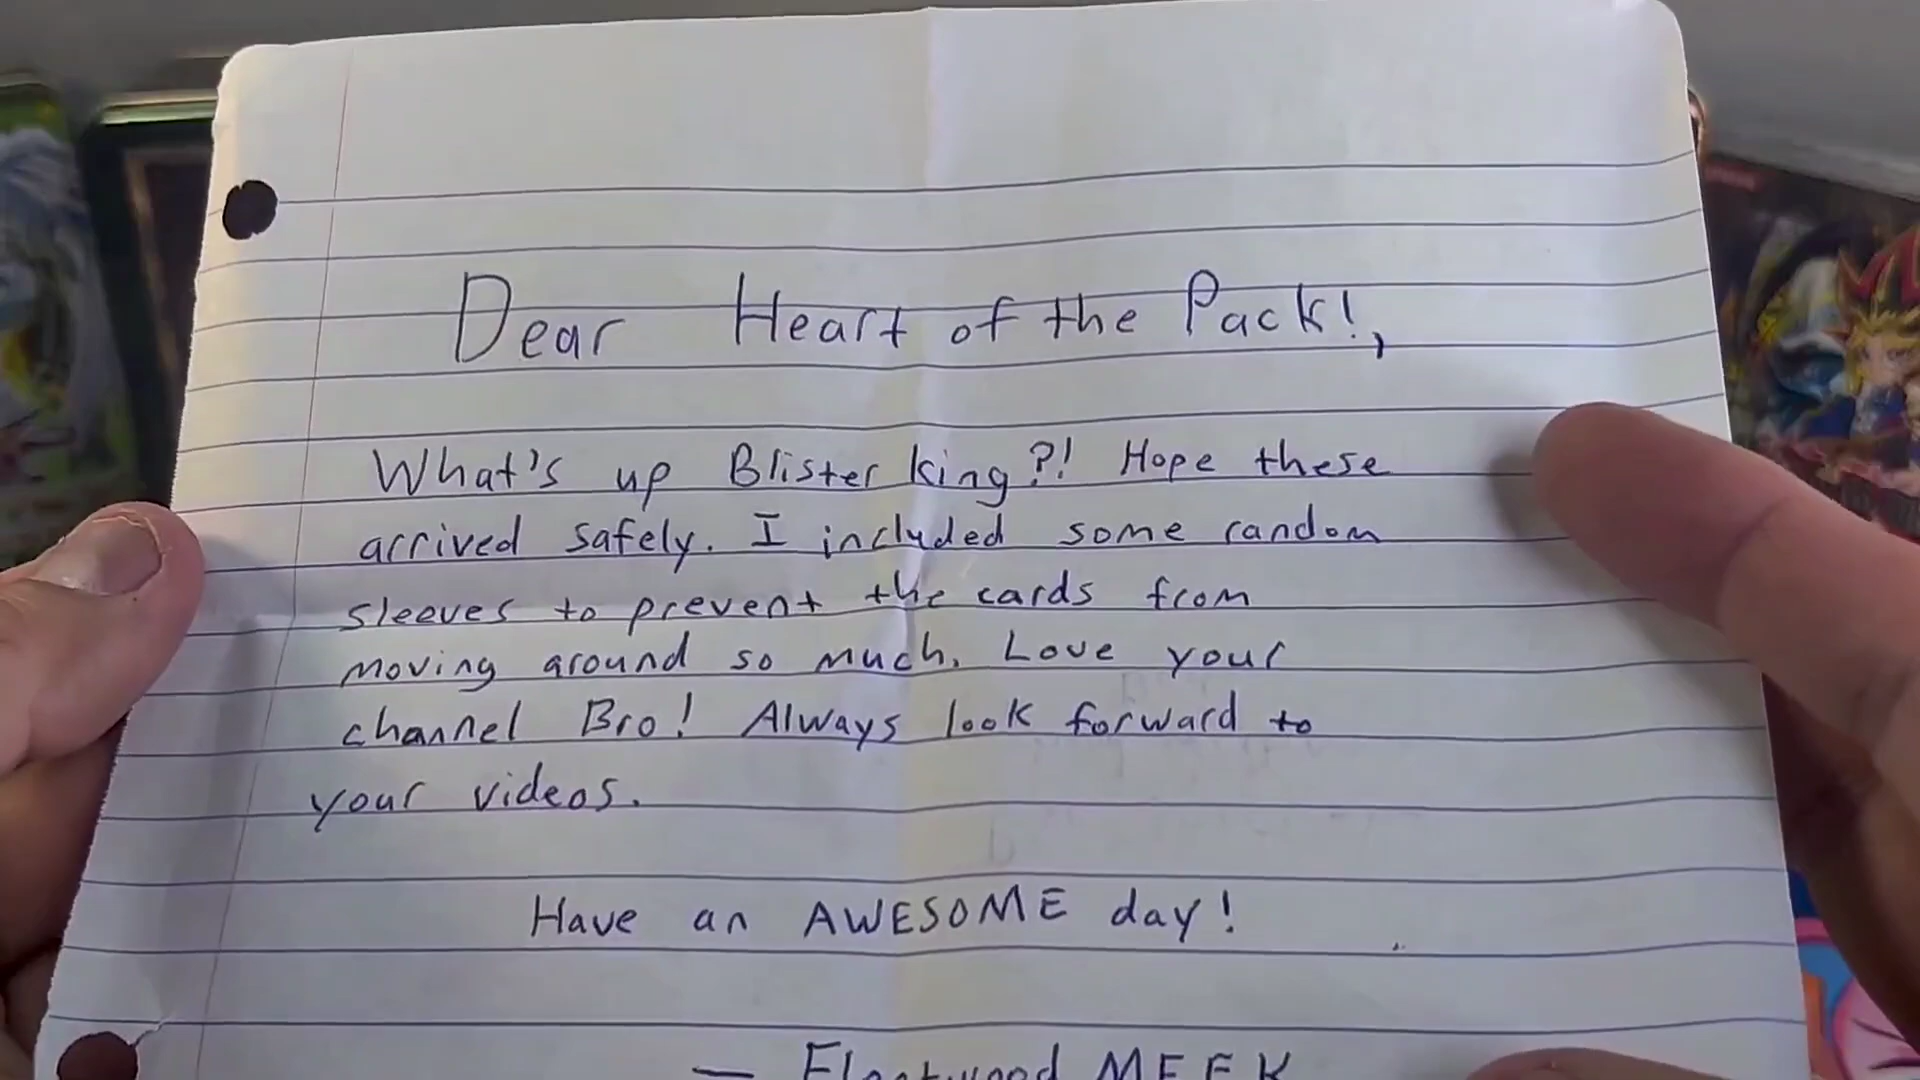 Dear Heart of the Pack!,
What's up Blister King?! Hope these
arrived safely. I included some random
sleeves to prevent the cards from
moving around so much. Love your
channel Bro! Always look forward to
your videos.
Have an AWESOME day!
— Fleetwood MEEK